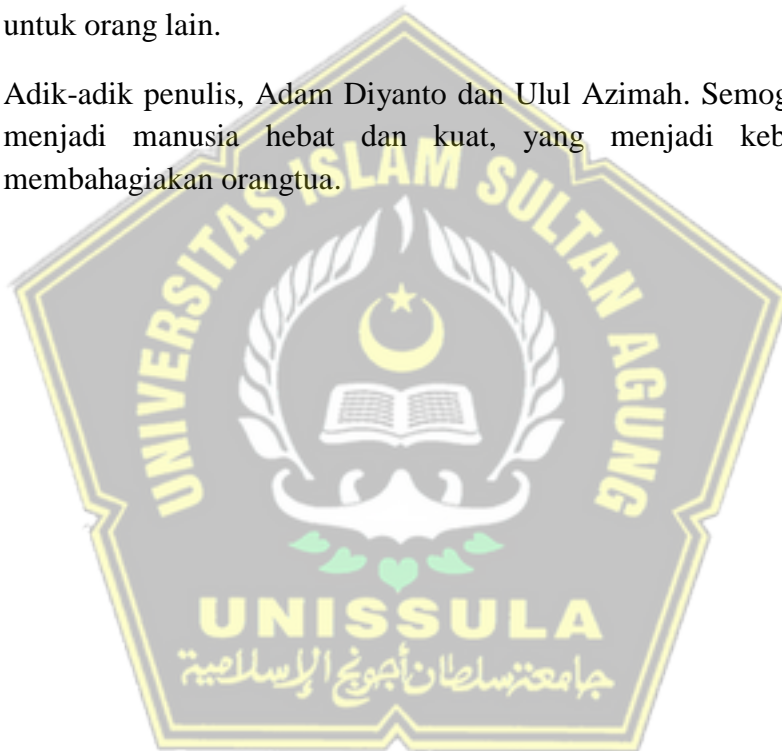 untuk orang lain.
Adik-adik penulis, Adam Diyanto dan Ulul Azimah. Semog
menjadi manusia hebat dan kuat, yang menjadi keb
membahagiakan orangtua.
UNIVERSITAS ISLAM SULTAN AGUNG
UNISSULA
جامعة سلطان أجونج الإسلامية